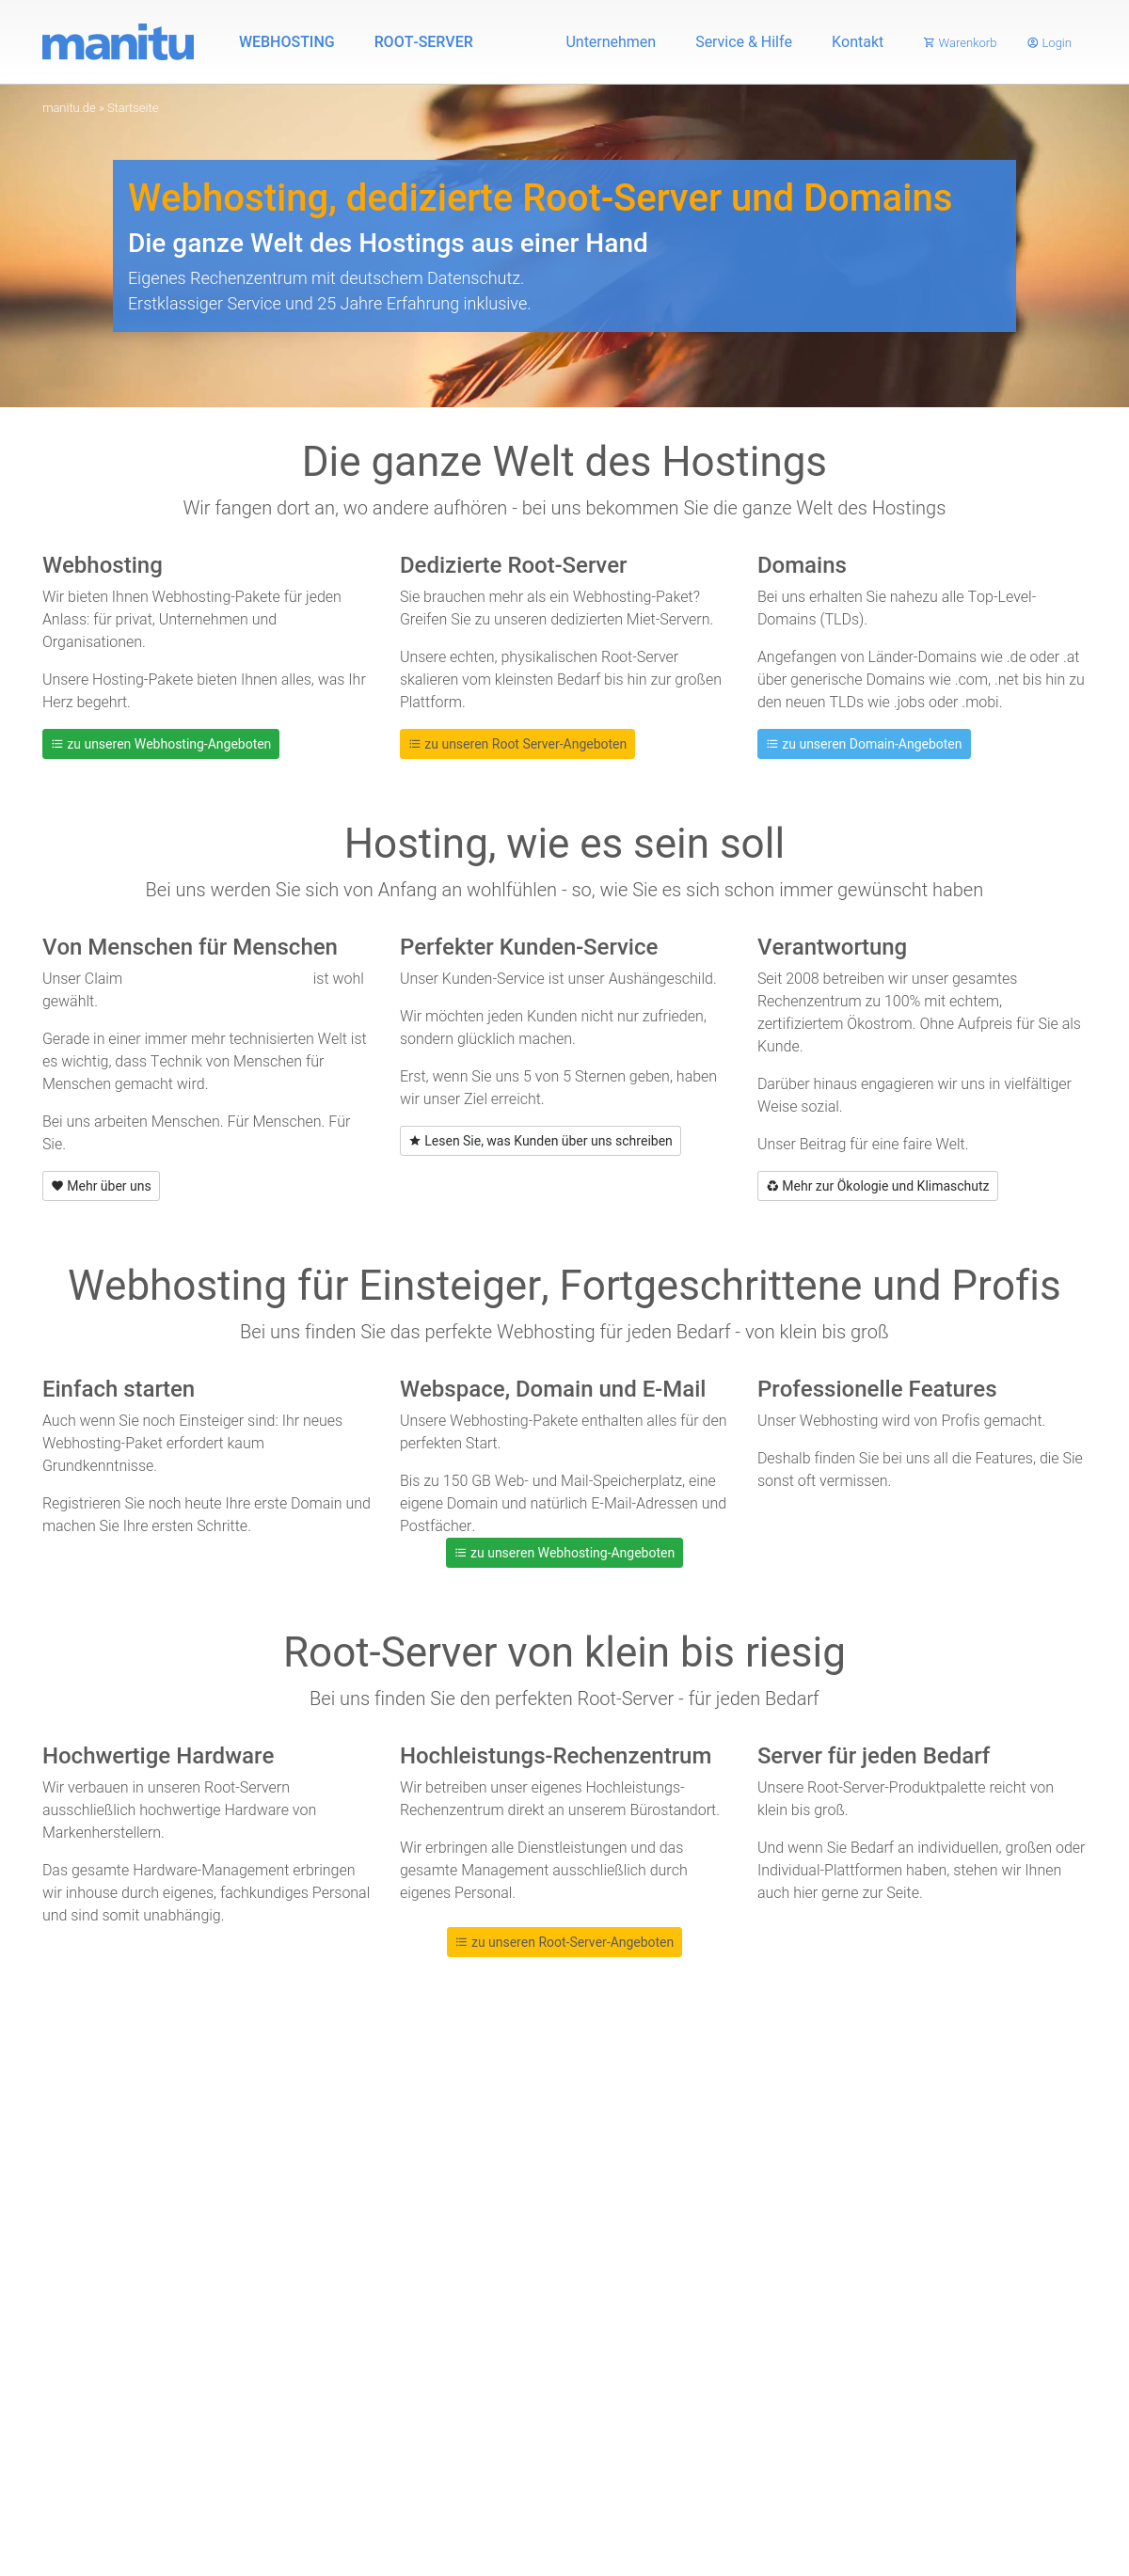 manitu
WEBHOSTING
ROOT-SERVER
Unternehmen
Service & Hilfe
Kontakt
Warenkorb
Login
manitu.de » Startseite
Webhosting, dedizierte Root-Server und Domains
Die ganze Welt des Hostings aus einer Hand
Eigenes Rechenzentrum mit deutschem Datenschutz.
Erstklassiger Service und 25 Jahre Erfahrung inklusive.
Die ganze Welt des Hostings
Wir fangen dort an, wo andere aufhören - bei uns bekommen Sie die ganze Welt des Hostings
Webhosting
Wir bieten Ihnen Webhosting-Pakete für jeden
Anlass: für privat, Unternehmen und
Organisationen.
Unsere Hosting-Pakete bieten Ihnen alles, was Ihr
Herz begehrt.
zu unseren Webhosting-Angeboten
Dedizierte Root-Server
Sie brauchen mehr als ein Webhosting-Paket?
Greifen Sie zu unseren dedizierten Miet-Servern.
Unsere echten, physikalischen Root-Server
skalieren vom kleinsten Bedarf bis hin zur großen
Plattform.
zu unseren Root Server-Angeboten
Domains
Bei uns erhalten Sie nahezu alle Top-Level-
Domains (TLDs).
Angefangen von Länder-Domains wie .de oder .at
über generische Domains wie .com, .net bis hin zu
den neuen TLDs wie .jobs oder .mobi.
zu unseren Domain-Angeboten
Hosting, wie es sein soll
Bei uns werden Sie sich von Anfang an wohlfühlen - so, wie Sie es sich schon immer gewünscht haben
Von Menschen für Menschen
Unser Claim ist wohl
gewählt.
Gerade in einer immer mehr technisierten Welt ist
es wichtig, dass Technik von Menschen für
Menschen gemacht wird.
Bei uns arbeiten Menschen. Für Menschen. Für
Sie.
Mehr über uns
Perfekter Kunden-Service
Unser Kunden-Service ist unser Aushängeschild.
Wir möchten jeden Kunden nicht nur zufrieden,
sondern glücklich machen.
Erst, wenn Sie uns 5 von 5 Sternen geben, haben
wir unser Ziel erreicht.
Lesen Sie, was Kunden über uns schreiben
Verantwortung
Seit 2008 betreiben wir unser gesamtes
Rechenzentrum zu 100% mit echtem,
zertifiziertem Ökostrom. Ohne Aufpreis für Sie als
Kunde.
Darüber hinaus engagieren wir uns in vielfältiger
Weise sozial.
Unser Beitrag für eine faire Welt.
Mehr zur Ökologie und Klimaschutz
Webhosting für Einsteiger, Fortgeschrittene und Profis
Bei uns finden Sie das perfekte Webhosting für jeden Bedarf - von klein bis groß
Einfach starten
Auch wenn Sie noch Einsteiger sind: Ihr neues
Webhosting-Paket erfordert kaum
Grundkenntnisse.
Registrieren Sie noch heute Ihre erste Domain und
machen Sie Ihre ersten Schritte.
Webspace, Domain und E-Mail
Unsere Webhosting-Pakete enthalten alles für den
perfekten Start.
Bis zu 150 GB Web- und Mail-Speicherplatz, eine
eigene Domain und natürlich E-Mail-Adressen und
Postfächer.
Professionelle Features
Unser Webhosting wird von Profis gemacht.
Deshalb finden Sie bei uns all die Features, die Sie
sonst oft vermissen.
zu unseren Webhosting-Angeboten
Root-Server von klein bis riesig
Bei uns finden Sie den perfekten Root-Server - für jeden Bedarf
Hochwertige Hardware
Wir verbauen in unseren Root-Servern
ausschließlich hochwertige Hardware von
Markenherstellern.
Das gesamte Hardware-Management erbringen
wir inhouse durch eigenes, fachkundiges Personal
und sind somit unabhängig.
Hochleistungs-Rechenzentrum
Wir betreiben unser eigenes Hochleistungs-
Rechenzentrum direkt an unserem Bürostandort.
Wir erbringen alle Dienstleistungen und das
gesamte Management ausschließlich durch
eigenes Personal.
Server für jeden Bedarf
Unsere Root-Server-Produktpalette reicht von
klein bis groß.
Und wenn Sie Bedarf an individuellen, großen oder
Individual-Plattformen haben, stehen wir Ihnen
auch hier gerne zur Seite.
zu unseren Root-Server-Angeboten